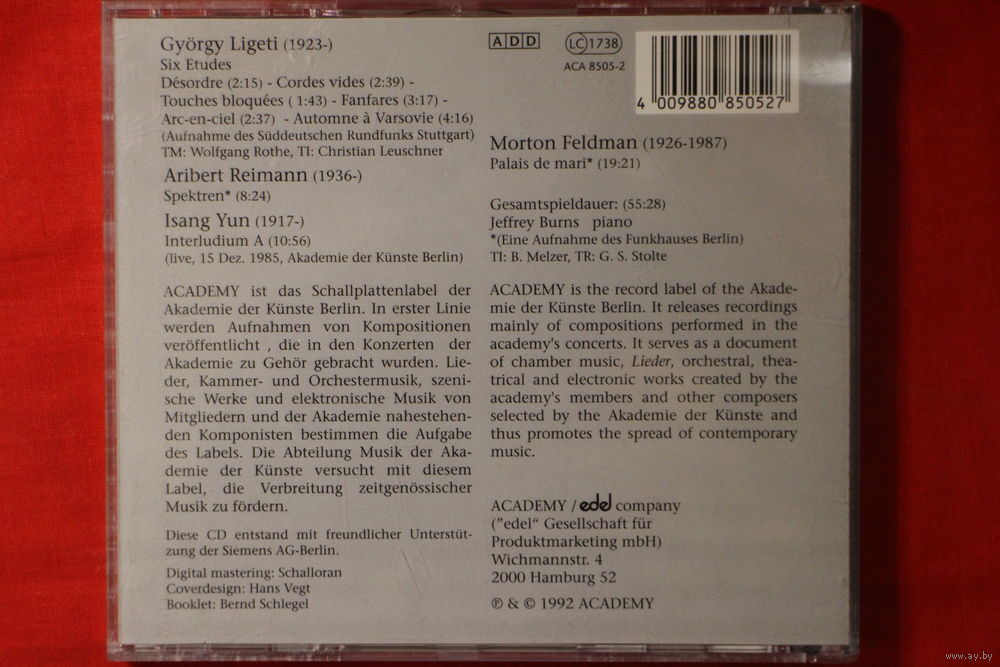 György Ligeti (1923-)
Six Etudes
Désordre (2:15) - Cordes vides (2:39) -
Touches bloquées ( 1:43) - Fanfares (3:17) -
Arc-en-ciel (2:37)  - Automne à Varsovie (4:16)
(Aufnahme des Süddeutschen Rundfunks Stuttgart)
TM: Wolfgang Rothe, TI: Christian Leuschner
Aribert Reimann (1936-)
Spektren* (8:24)
Isang Yun (1917-)
Interludium A (10:56)
(live, 15 Dez. 1985, Akademie der Künste Berlin)
ADD
LC 1738
ACA 8505-2
4 009880 850527
Morton Feldman (1926-1987)
Palais de mari* (19:21)
Gesamtspieldauer: (55:28)
Jeffrey Burns   piano
*(Eine Aufnahme des Funkhauses Berlin)
TI: B. Melzer, TR: G. S. Stolte
ACADEMY ist das Schallplattenlabel der
Akademie der Künste Berlin. In erster Linie
werden Aufnahmen von Kompositionen
veröffentlicht , die in den Konzerten der
Akademie zu Gehör gebracht wurden. Lie-
der, Kammer- und Orchestermusik, szeni-
sche Werke und elektronische Musik von
Mitgliedern und der Akademie nahestehen-
den Komponisten bestimmen die Aufgabe
des Labels. Die Abteilung Musik der Aka-
demie der Künste versucht mit diesem
Label, die Verbreitung zeitgenössischer
Musik zu fördern.
Diese CD entstand mit freundlicher Unterstüt-
zung der Siemens AG-Berlin.
Digital mastering: Schalloran
Coverdesign: Hans Vegt
Booklet: Bernd Schlegel
ACADEMY is the record label of the Akade-
mie der Künste Berlin. It releases recordings
mainly of compositions performed in the
academy's concerts. It serves as a document
of chamber music, Lieder, orchestral, thea-
trical and electronic works created by the
academy's members and other composers
selected by the Akademie der Künste and
thus promotes the spread of contemporary
music.
ACADEMY / edel company
("edel“ Gesellschaft für
Produktmarketing mbH)
Wichmannstr. 4
2000 Hamburg 52
℗ & © 1992 ACADEMY
www.ay.by